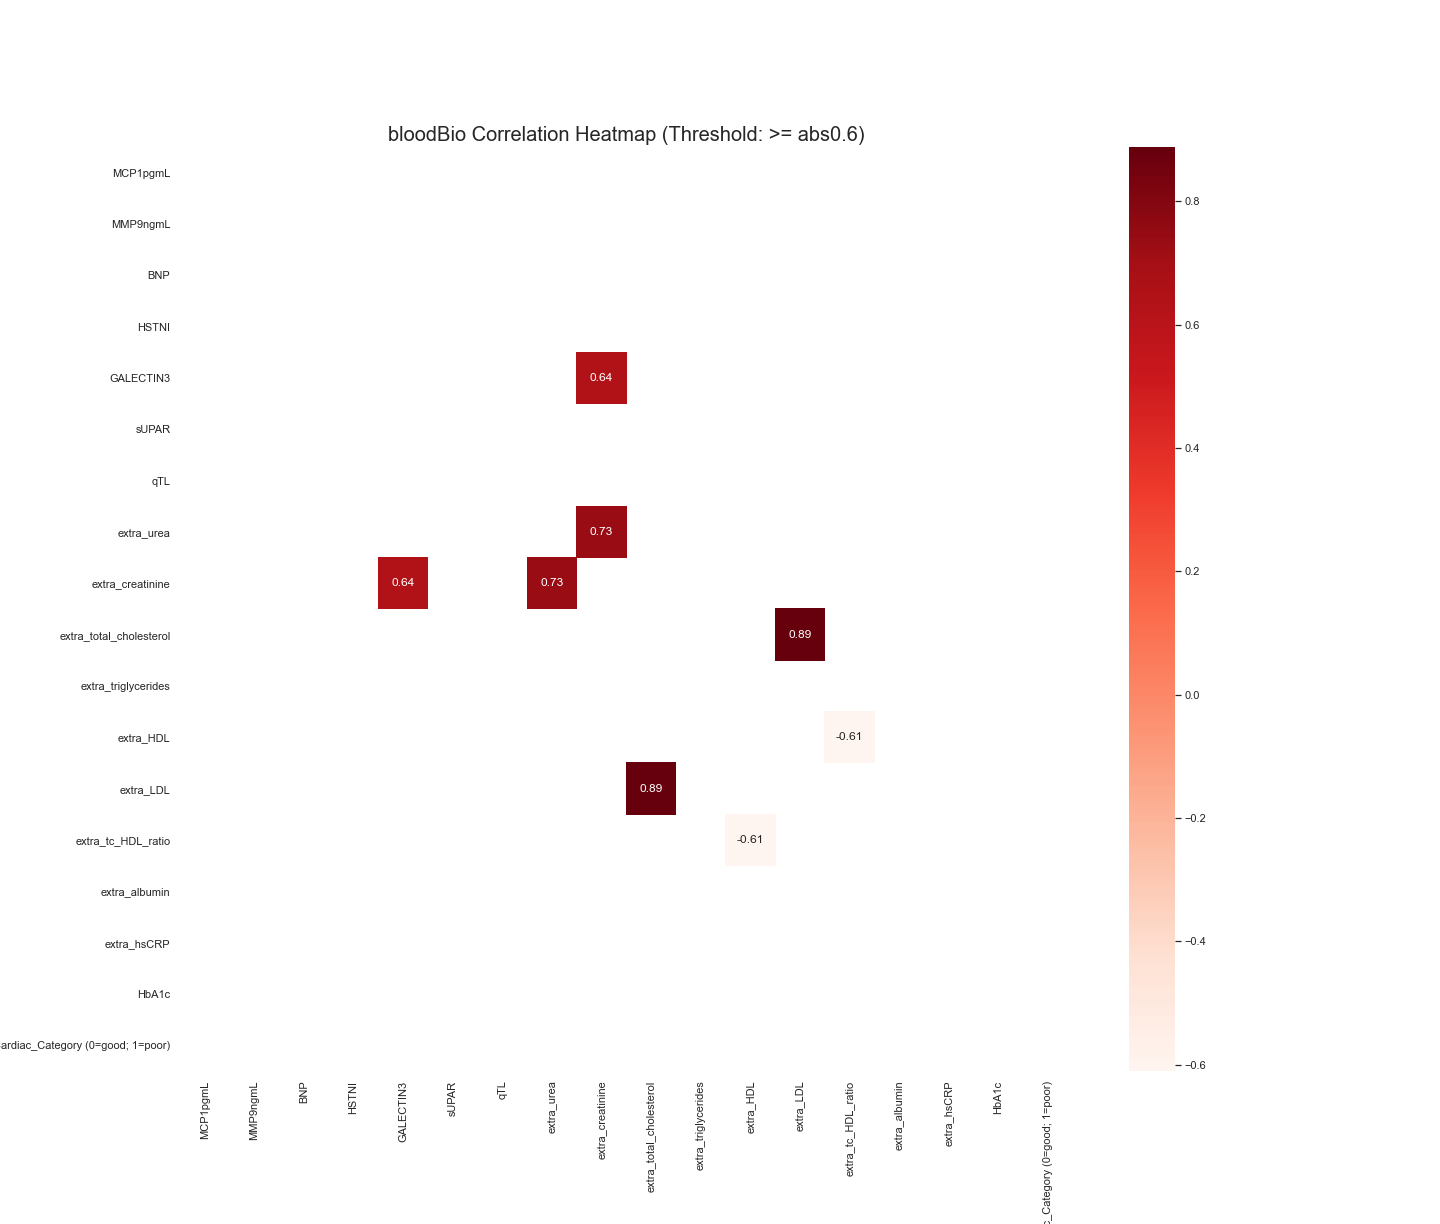 bloodBio Correlation Heatmap (Threshold: >= abs0.6)
MCP1pgmL
MMP9ngmL
BNP
HSTNI
GALECTIN3
sUPAR
qTL
extra_urea
extra_creatinine
extra_total_cholesterol
extra_triglycerides
extra_HDL
extra_LDL
extra_tc_HDL_ratio
extra_albumin
extra_hsCRP
HbA1c
ardiac_Category (0=good; 1=poor)
0.64
0.73
0.64 0.73
0.89
-0.61
0.89
-0.61
0.8
0.6
0.4
0.2
0.0
−0.2
−0.4
−0.6
MCP1pgmL
MMP9ngmL
BNP
HSTNI
GALECTIN3
sUPAR
qTL
extra_urea
extra_creatinine
extra_total_cholesterol
extra_triglycerides
extra_HDL
extra_LDL
extra_tc_HDL_ratio
extra_albumin
extra_hsCRP
HbA1c
c_Category (0=good; 1=poor)